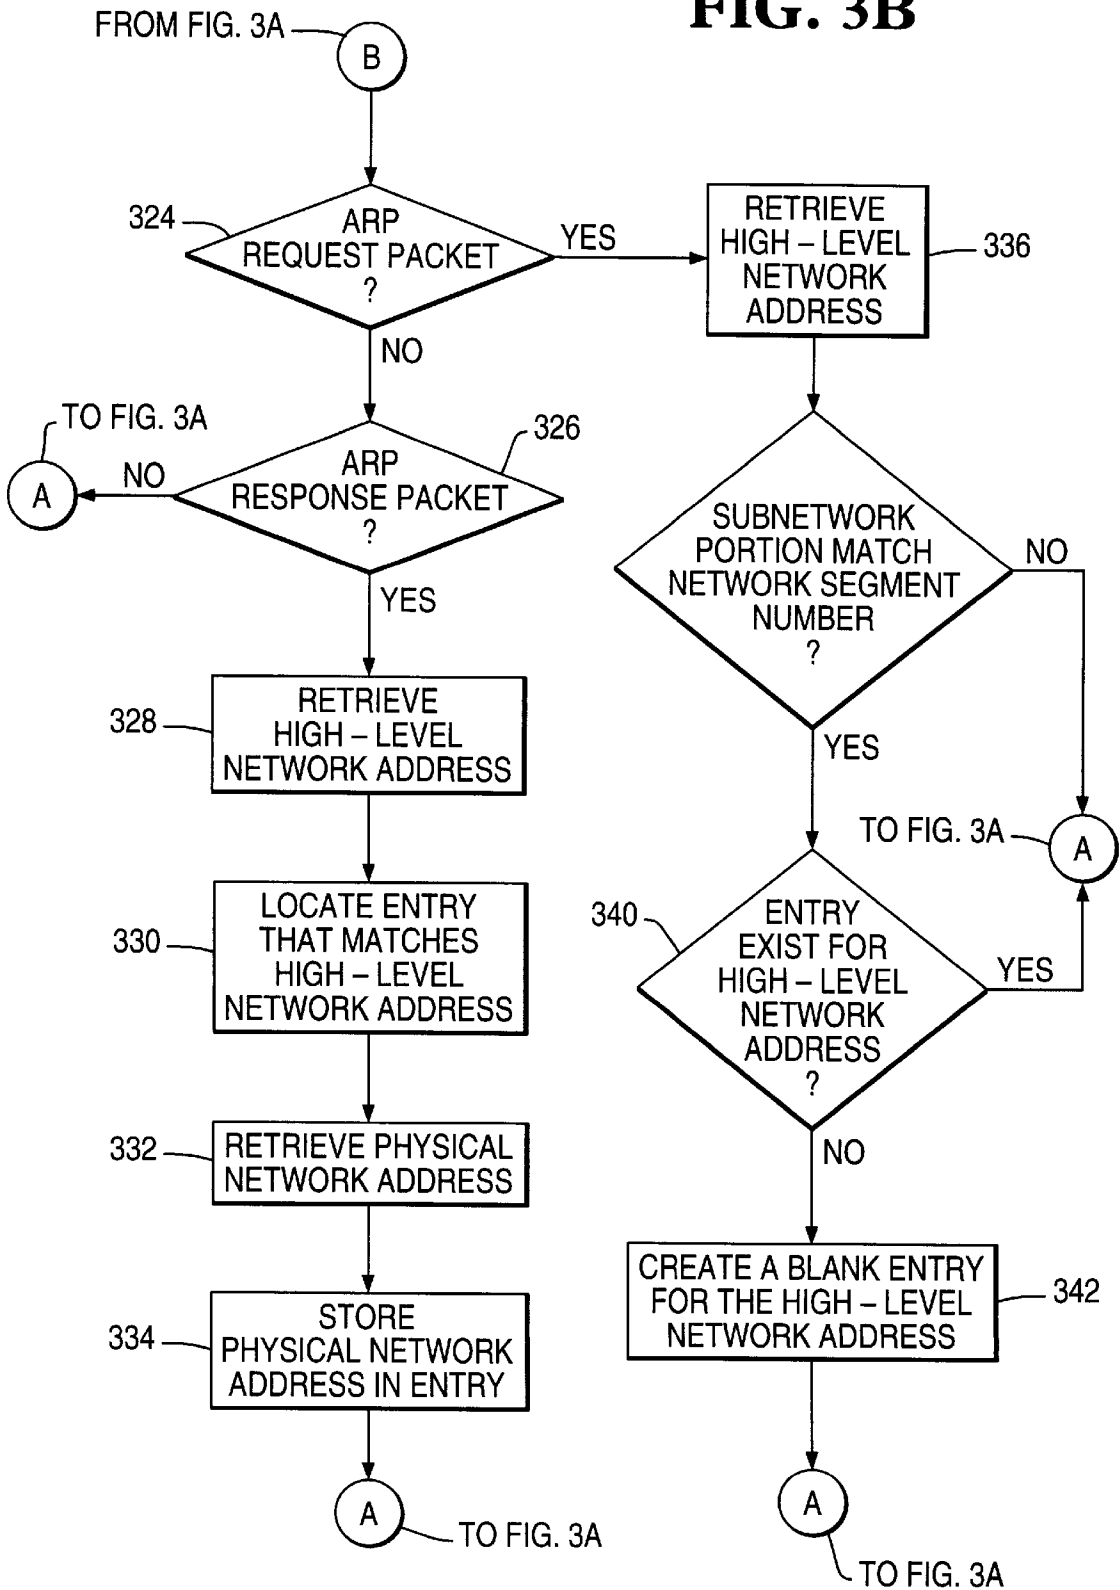 FIG. 3B
FROM FIG. 3A
B
324
ARP
REQUEST PACKET
?
YES
NO
RETRIEVE
HIGH – LEVEL
NETWORK
ADDRESS
336
TO FIG. 3A
A
NO
ARP
RESPONSE PACKET
?
326
YES
SUBNETWORK
PORTION MATCH
NETWORK SEGMENT
NUMBER
?
NO
YES
328
RETRIEVE
HIGH – LEVEL
NETWORK ADDRESS
TO FIG. 3A
A
330
LOCATE ENTRY
THAT MATCHES
HIGH – LEVEL
NETWORK ADDRESS
340
ENTRY
EXIST FOR
HIGH – LEVEL
NETWORK
ADDRESS
?
YES
NO
332
RETRIEVE PHYSICAL
NETWORK ADDRESS
334
STORE
PHYSICAL NETWORK
ADDRESS IN ENTRY
CREATE A BLANK ENTRY
FOR THE HIGH – LEVEL
NETWORK ADDRESS
342
A
TO FIG. 3A
A
TO FIG. 3A